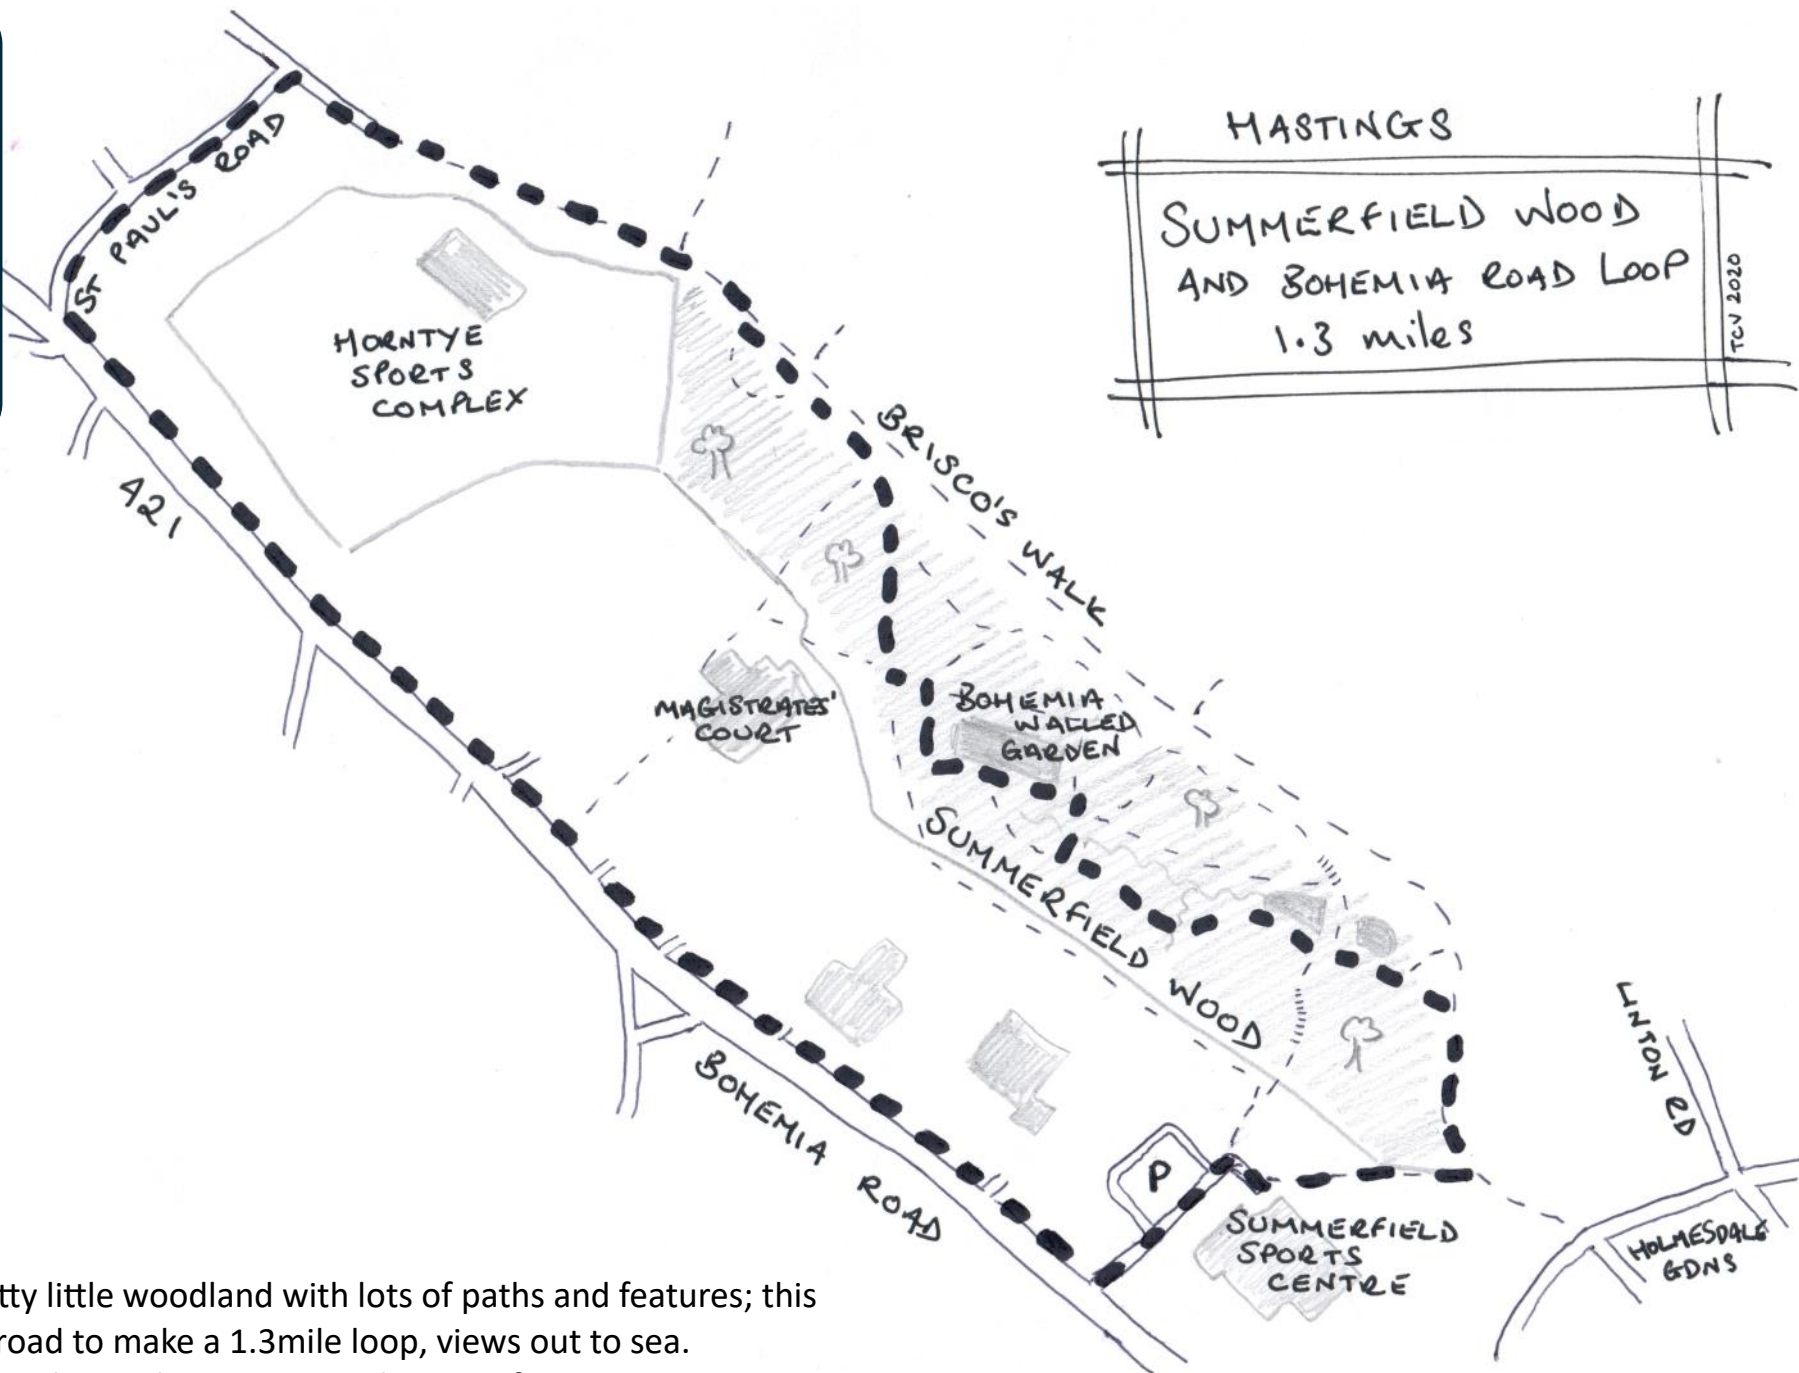 HASTINGS
SUMMERFIELD WOOD
AND BOHEMIA ROAD LOOP
1.3 miles
TCV 2020
ST PAUL'S ROAD
HORNTYE
SPORTS
COMPLEX
A21
BRISCO'S WALK
MAGISTRATES'
COURT
BOHEMIA
WALLED
GARDEN
SUMMERFIELD WOOD
BOHEMIA ROAD
P
SUMMERFIELD
SPORTS
CENTRE
LINTON RD
HOLMESDALE
GDNS
tty little woodland with lots of paths and features; this
road to make a 1.3mile loop, views out to sea.